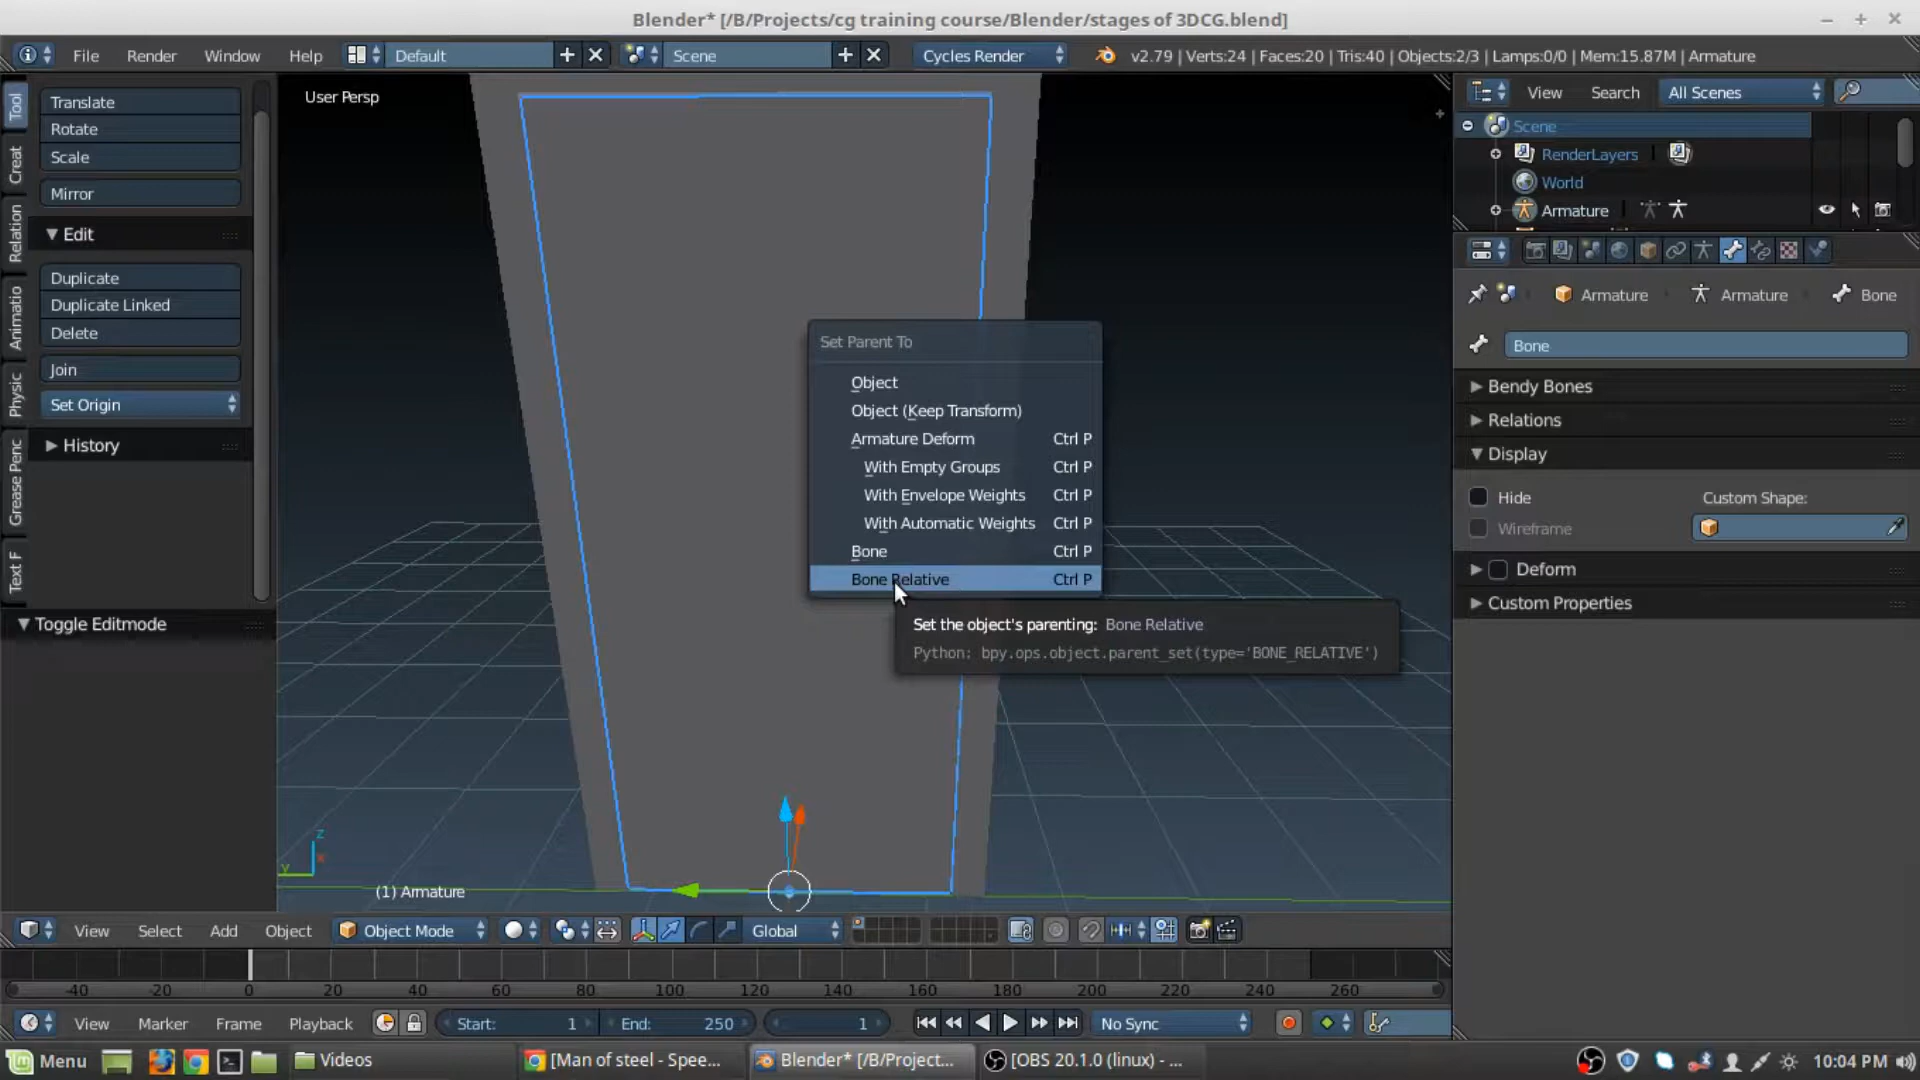 Blender* [/B/Projects/cg training course/Blender/stages of 3DCG.blend]
File Render Window Help Default Scene Cycles Render v2.79 | Verts:24 | Faces:20 | Tris:40 | Objects:2/3 | Lamps:0/0 | Mem:15.87M | Armature
Tool
Creat
Relation
Animatio
Physic
Grease Penc
Text F
Translate
Rotate
Scale
Mirror
Edit
Duplicate
Duplicate Linked
Delete
Join
Set Origin
History
Toggle Editmode
User Persp
Set Parent To
Object
Object (Keep Transform)
Armature Deform Ctrl P
With Empty Groups Ctrl P
With Envelope Weights Ctrl P
With Automatic Weights Ctrl P
Bone Ctrl P
Bone Relative Ctrl P
Set the object's parenting: Bone Relative
Python: bpy.ops.object.parent_set(type='BONE_RELATIVE')
z
x
y
(1) Armature
View Search All Scenes
Scene
RenderLayers
World
Armature
Armature Armature Bone
Bone
Bendy Bones
Relations
Display
Hide Custom Shape:
Wireframe
Deform
Custom Properties
View Select Add Object Object Mode Global
-40 -20 0 20 40 60 80 100 120 140 160 180 200 220 240 260
View Marker Frame Playback Start: 1 End: 250 1 No Sync
Menu Videos [Man of steel - Spee... Blender* [/B/Project... [OBS 20.1.0 (linux) - ... 10:04 PM